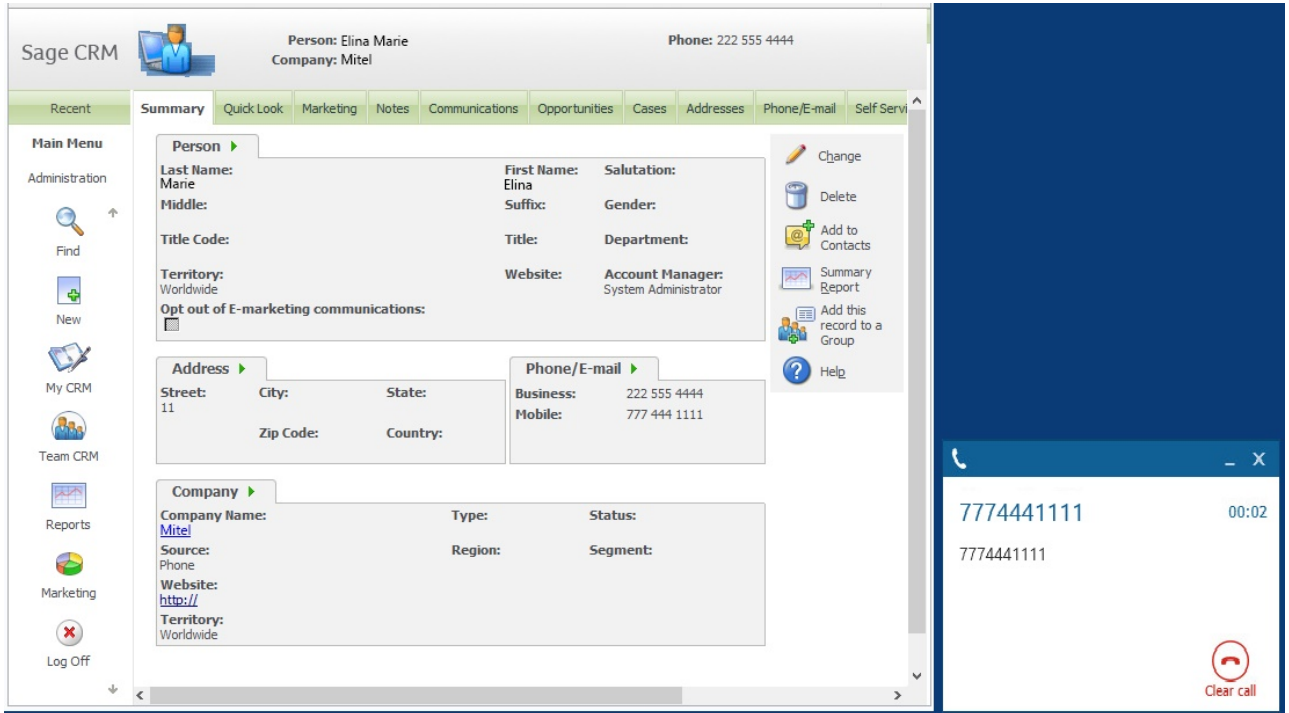 Sage CRM
Person: Elina Marie
Company: Mitel
Phone: 222 555 4444
Recent
Summary Quick Look Marketing Notes Communications Opportunities Cases Addresses Phone/E-mail Self Servi
Main Menu
Administration
Find
New
My CRM
Team CRM
Reports
Marketing
Log Off
Person
Last Name: First Name: Salutation:
Marie Elina
Middle: Suffix: Gender:
Title Code: Title: Department:
Territory: Website: Account Manager:
Worldwide System Administrator
Opt out of E-marketing communications:
Address
Street: City: State:
11
Zip Code: Country:
Phone/E-mail
Business: 222 555 4444
Mobile: 777 444 1111
Company
Company Name: Type: Status:
Mitel
Source: Region: Segment:
Phone
Website:
http://
Territory:
Worldwide
Change
Delete
Add to
Contacts
Summary
Report
Add this
record to a
Group
Help
_ X
7774441111 00:02
7774441111
Clear call